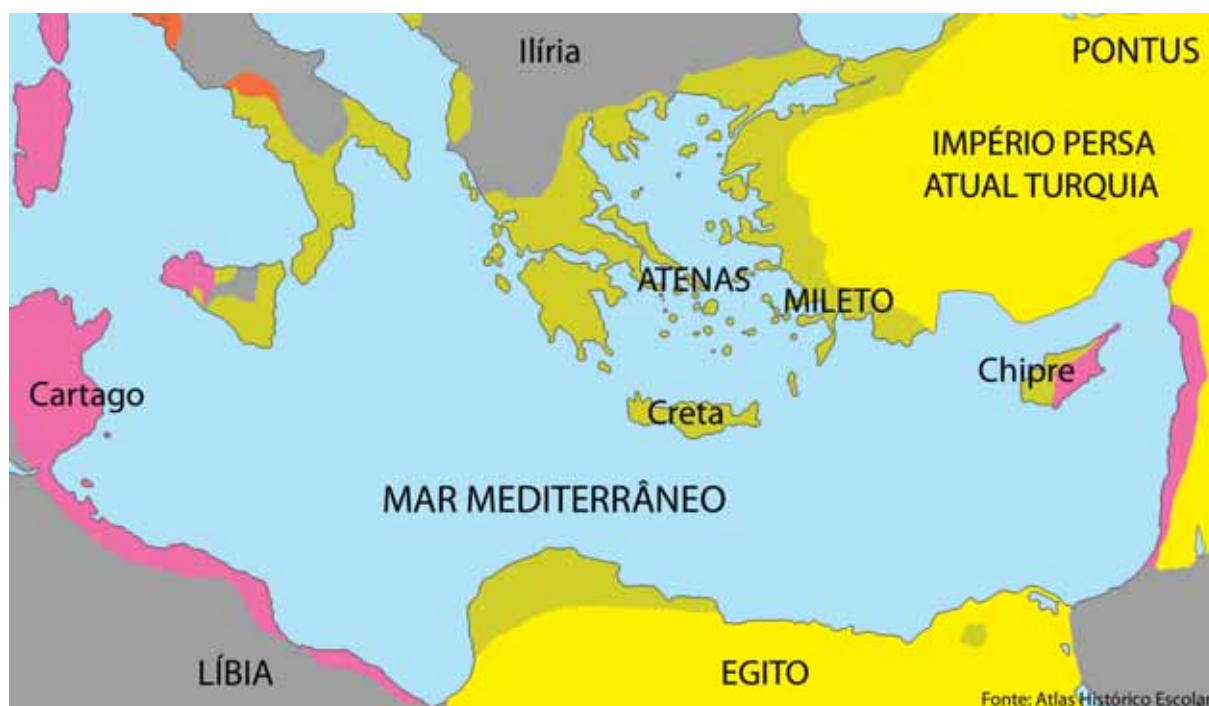 Ilíria
PONTUS
IMPÉRIO PERSA
ATUAL TURQUIA
ATENAS
MILETO
Chipre
Cartago
Creta
MAR MEDITERRÂNEO
LÍBIA
EGITO
Fonte: Atlas Histórico Escolar